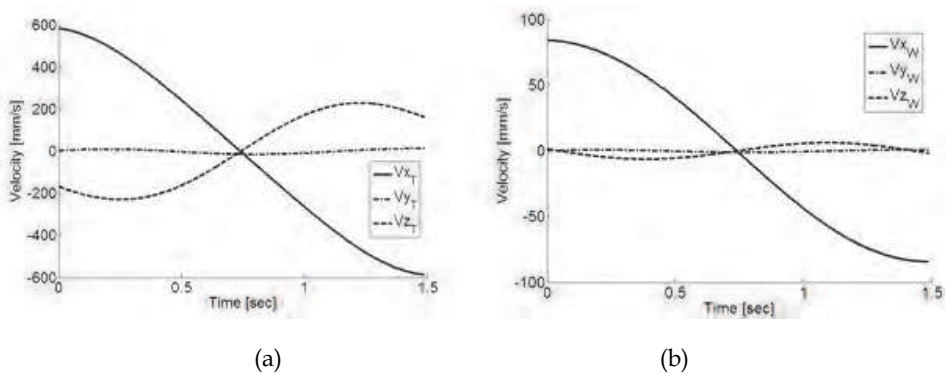 600
400
200
0
-200
-400
-600
Velocity [mm/s]
0
0.5
1
1.5
Time [sec]
Vx_T
Vy_T
Vz_T
100
50
0
-50
-100
Velocity [mm/s]
0
0.5
1
1.5
Time [sec]
Vx_W
Vy_W
Vz_W
(a)
(b)